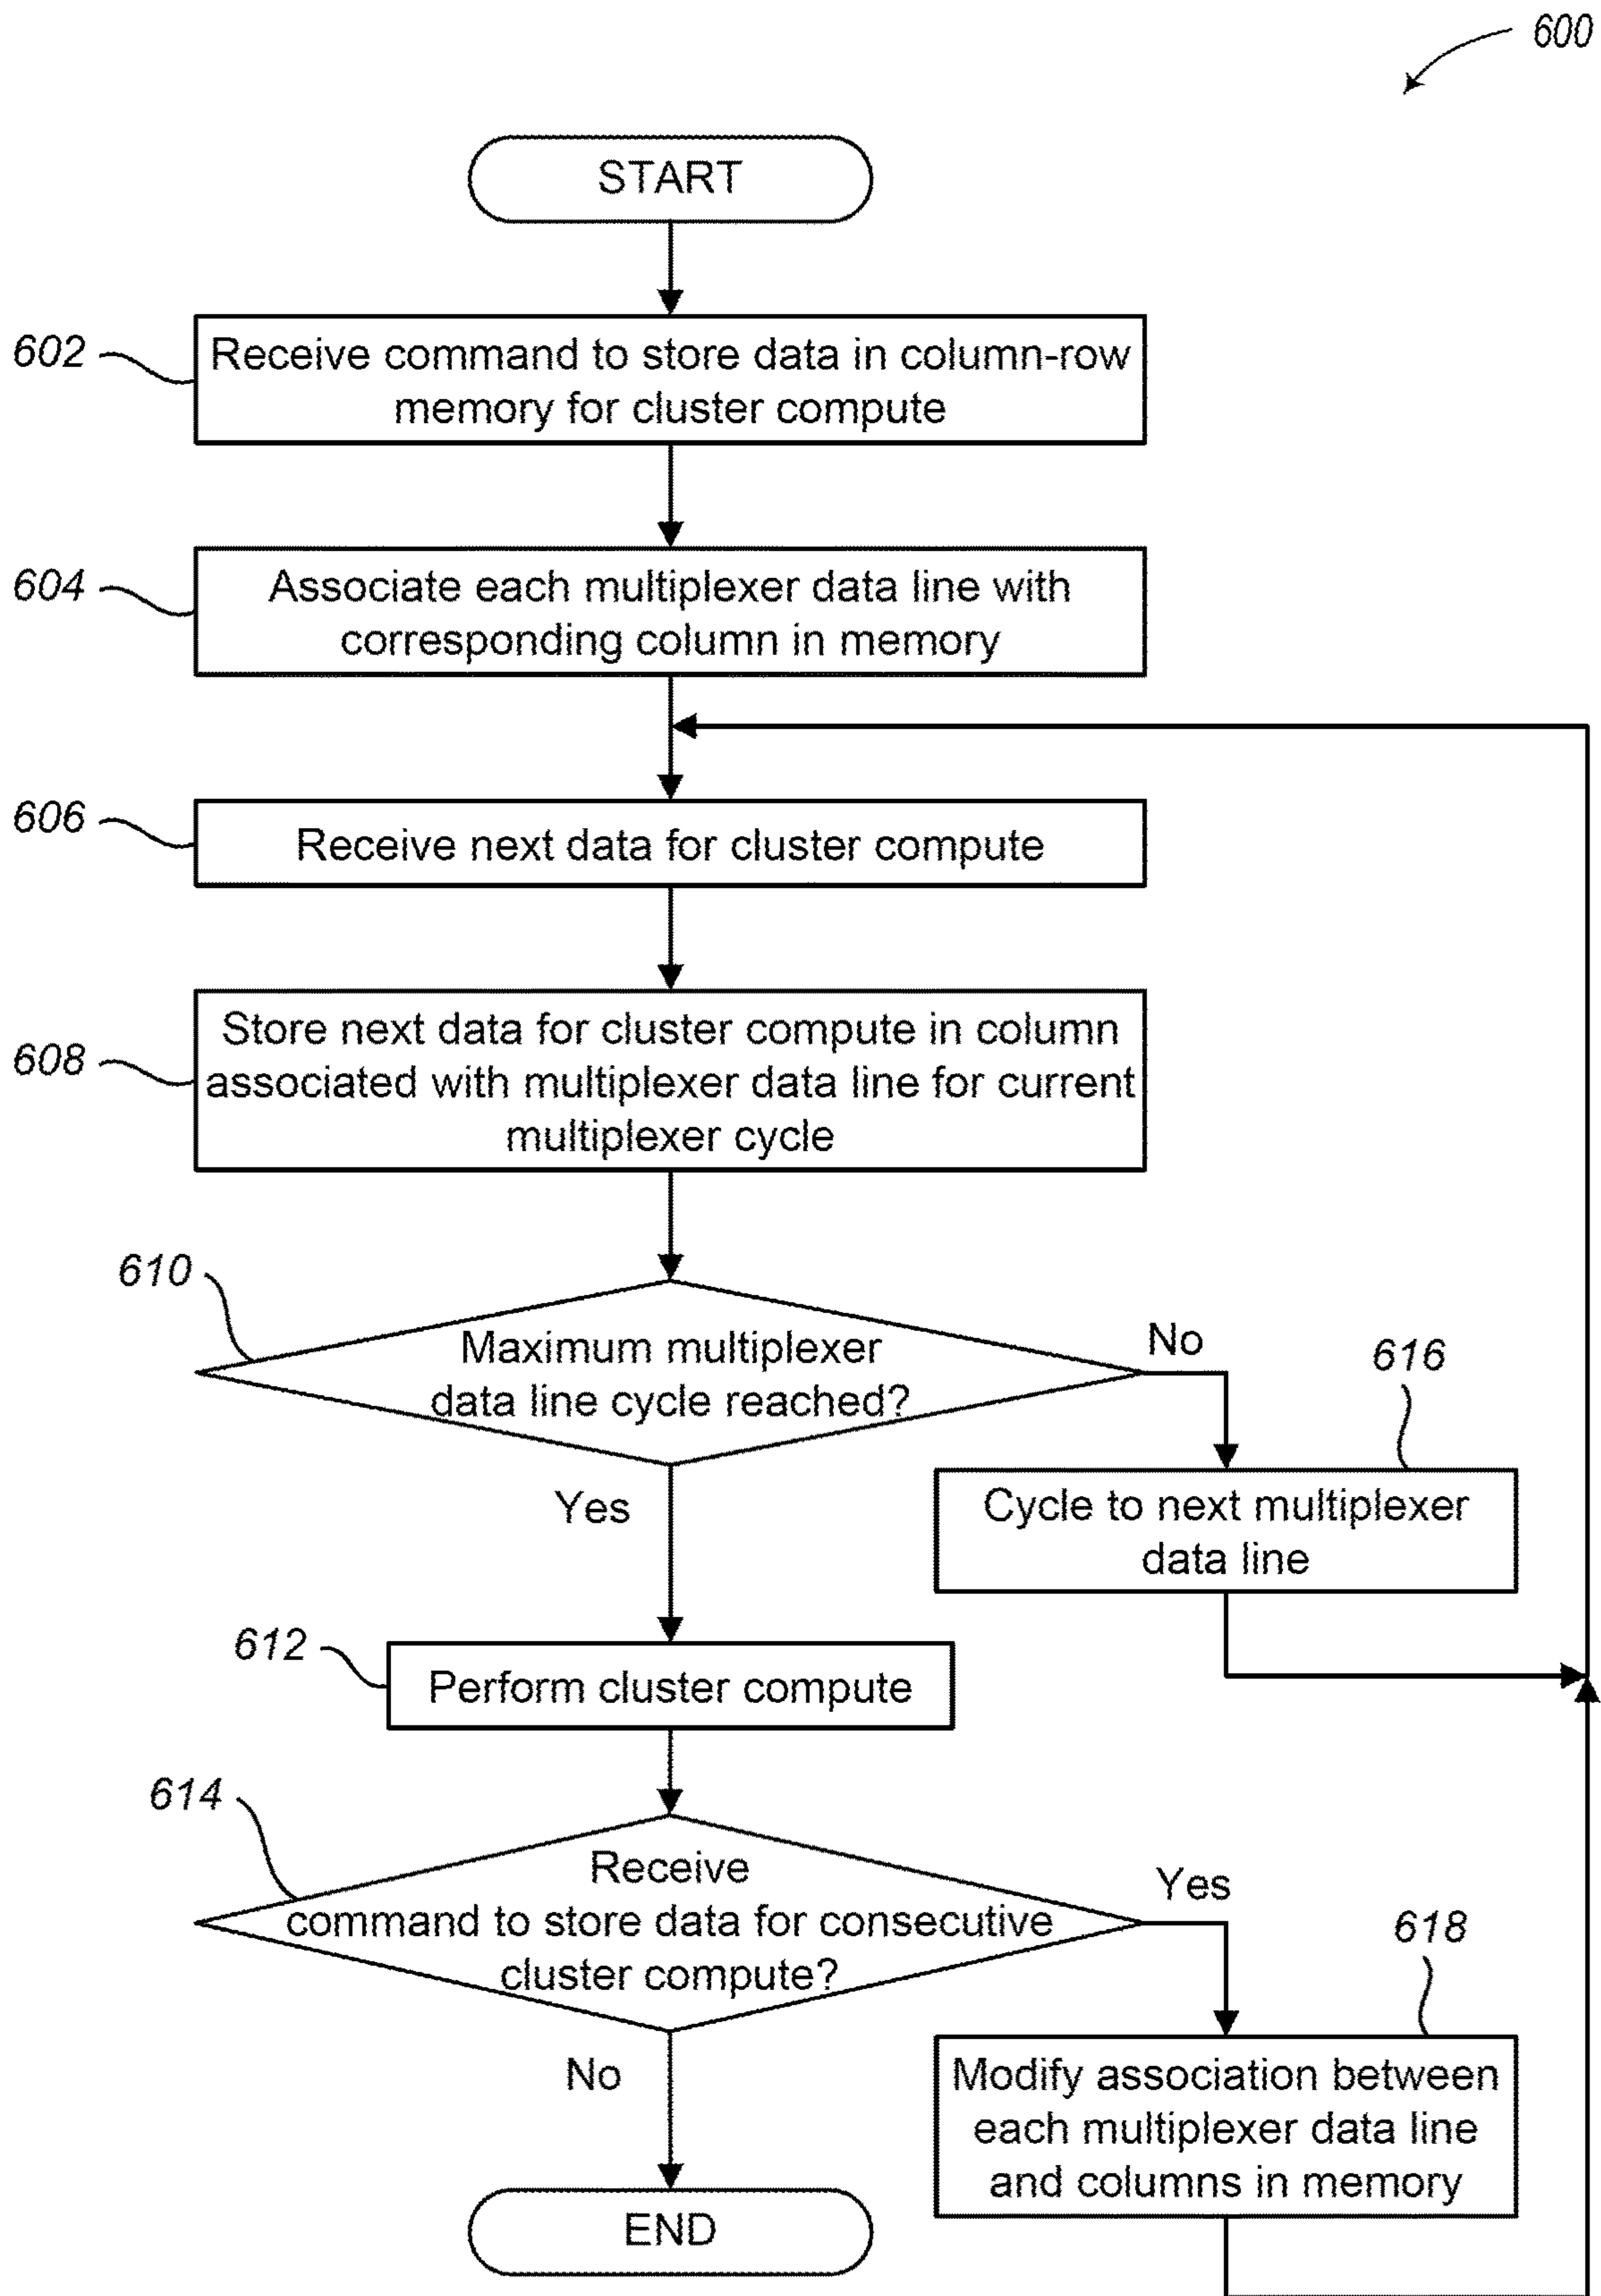 600
START
602
Receive command to store data in column-row
memory for cluster compute
604
Associate each multiplexer data line with
corresponding column in memory
606
Receive next data for cluster compute
608
Store next data for cluster compute in column
associated with multiplexer data line for current
multiplexer cycle
610
Maximum multiplexer
data line cycle reached?
No
616
Yes
Cycle to next multiplexer
data line
612
Perform cluster compute
614
Receive
command to store data for consecutive
cluster compute?
Yes
618
No
Modify association between
each multiplexer data line
and columns in memory
END